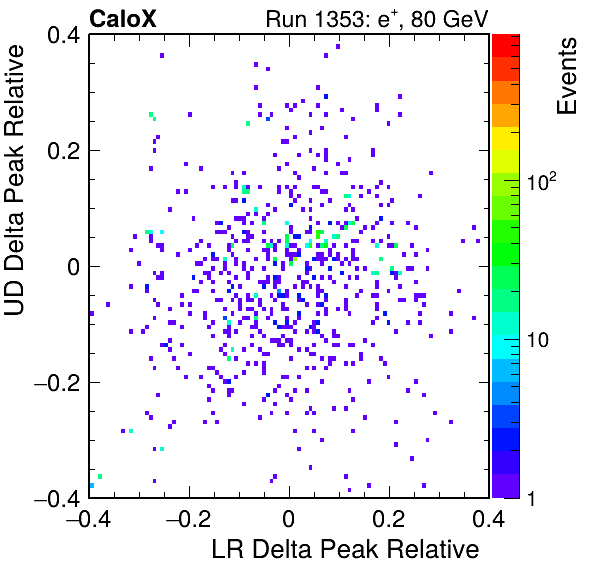 CaloX Run 1353: e⁺, 80 GeV
0.4
0.2
0
−0.2
−0.4
−0.4 −0.2 0 0.2 0.4
UD Delta Peak Relative
LR Delta Peak Relative
Events
10²
10
1